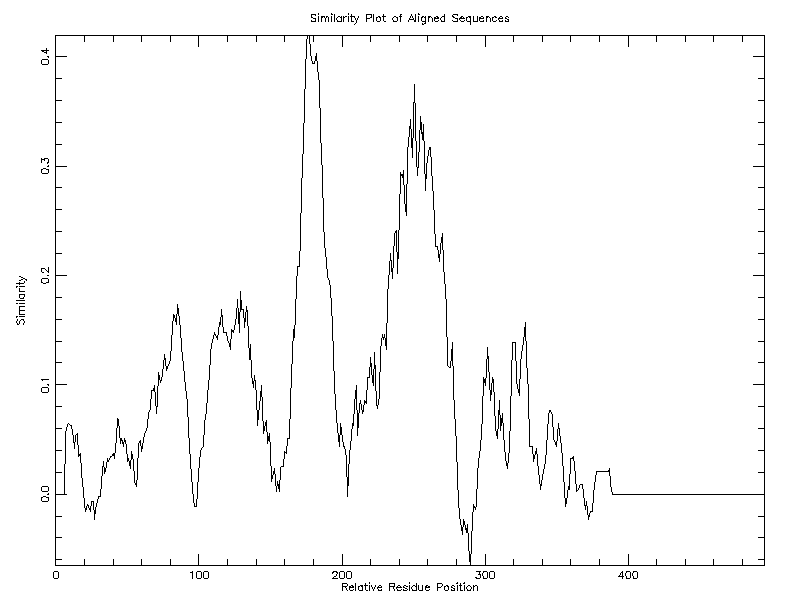 Similarity Plot of Aligned Sequences
0.4
0.3
0.2
0.1
0.0
Similarity
0 100 200 300 400
Relative Residue Position